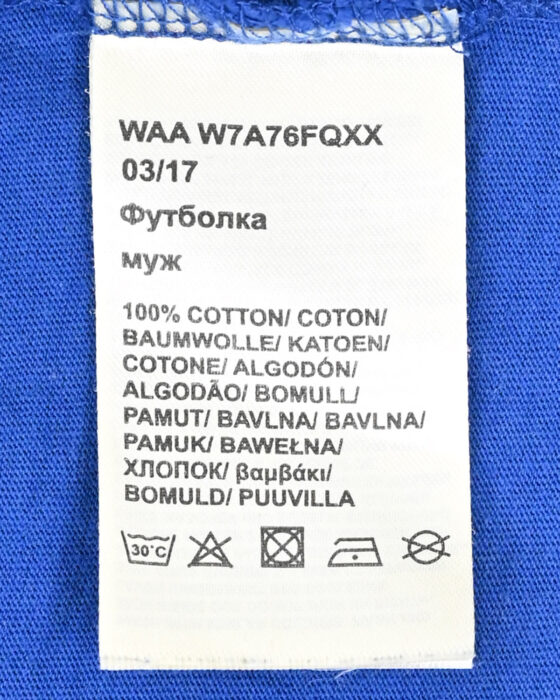 WAA W7A76FQXX
03/17
Футболка
муж
100% COTTON/ COTON/
BAUMWOLLE/ KATOEN/
COTONE/ ALGODÓN/
ALGODÃO/ BOMULL/
PAMUT/ BAVLNA/ BAVLNA/
PAMUK/ BAWEŁNA/
ХЛОПОК/ βαμβάκι/
BOMULD/ PUUVILLA
30°C